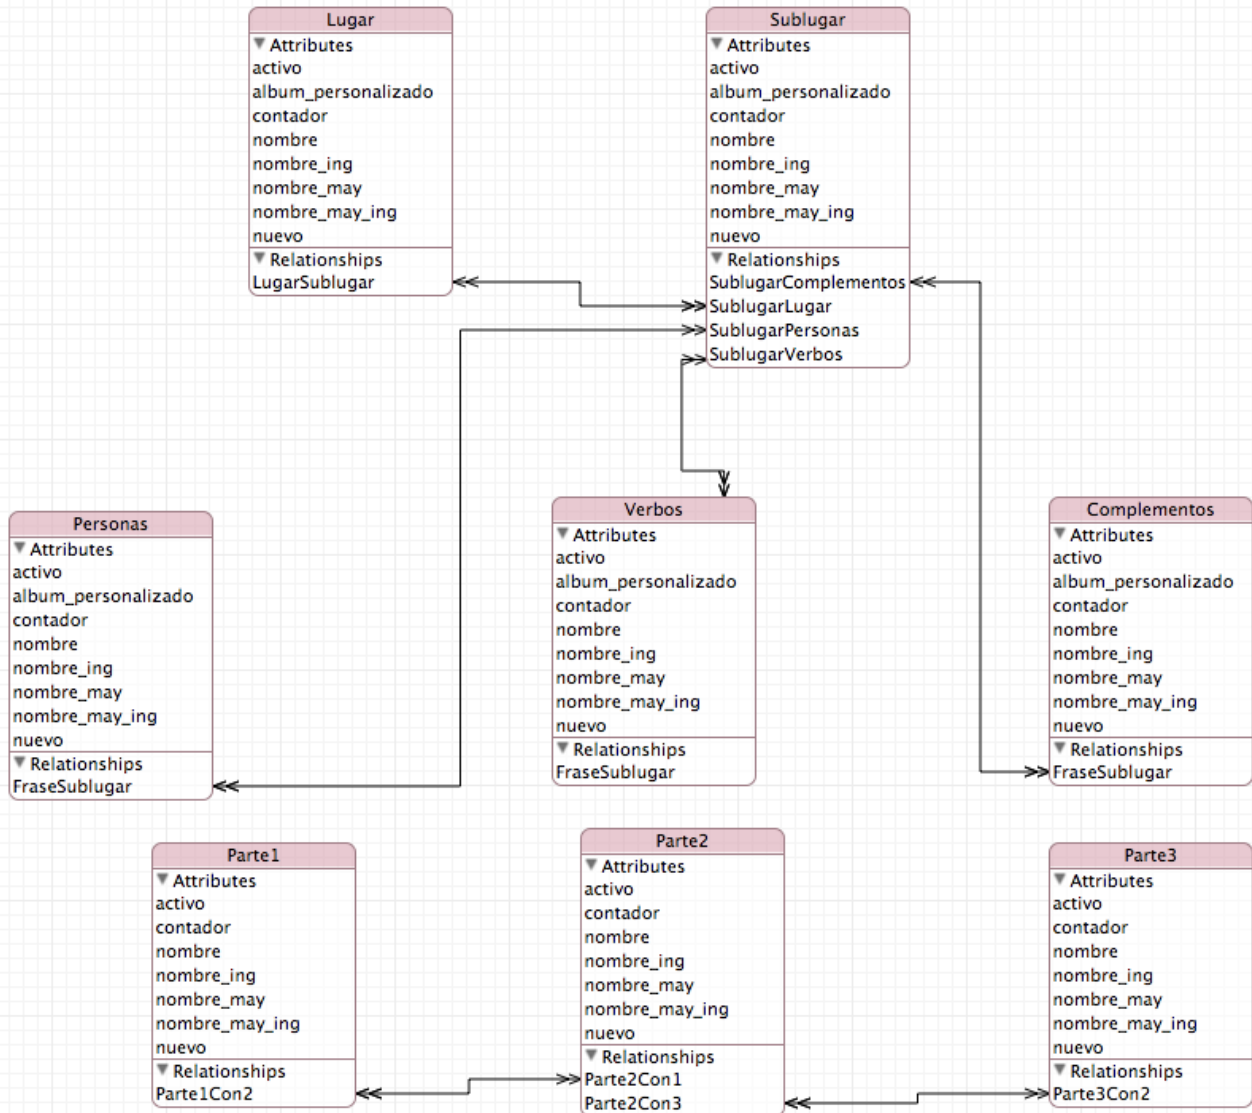 Lugar
Attributes
activo
album_personalizado
contador
nombre
nombre_ing
nombre_may
nombre_may_ing
nuevo
Relationships
LugarSublugar
Sublugar
Attributes
activo
album_personalizado
contador
nombre
nombre_ing
nombre_may
nombre_may_ing
nuevo
Relationships
SublugarComplementos
SublugarLugar
SublugarPersonas
SublugarVerbos
Personas
Attributes
activo
album_personalizado
contador
nombre
nombre_ing
nombre_may
nombre_may_ing
nuevo
Relationships
FraseSublugar
Verbos
Attributes
activo
album_personalizado
contador
nombre
nombre_ing
nombre_may
nombre_may_ing
nuevo
Relationships
FraseSublugar
Complementos
Attributes
activo
album_personalizado
contador
nombre
nombre_ing
nombre_may
nombre_may_ing
nuevo
Relationships
FraseSublugar
Parte1
Attributes
activo
contador
nombre
nombre_ing
nombre_may
nombre_may_ing
nuevo
Relationships
Parte1Con2
Parte2
Attributes
activo
contador
nombre
nombre_ing
nombre_may
nombre_may_ing
nuevo
Relationships
Parte2Con1
Parte2Con3
Parte3
Attributes
activo
contador
nombre
nombre_ing
nombre_may
nombre_may_ing
nuevo
Relationships
Parte3Con2